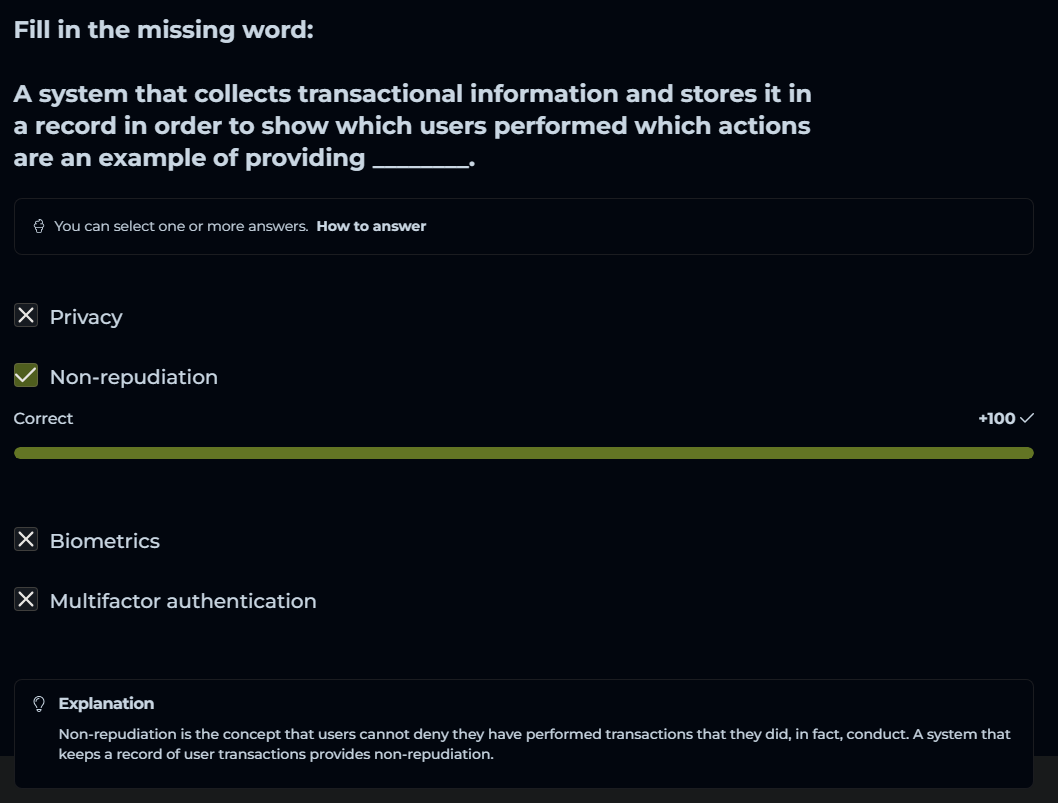 Fill in the missing word:
A system that collects transactional information and stores it in
a record in order to show which users performed which actions
are an example of providing ________.
You can select one or more answers. How to answer
Privacy
Non-repudiation
Correct
+100
Biometrics
Multifactor authentication
Explanation
Non-repudiation is the concept that users cannot deny they have performed transactions that they did, in fact, conduct. A system that
keeps a record of user transactions provides non-repudiation.